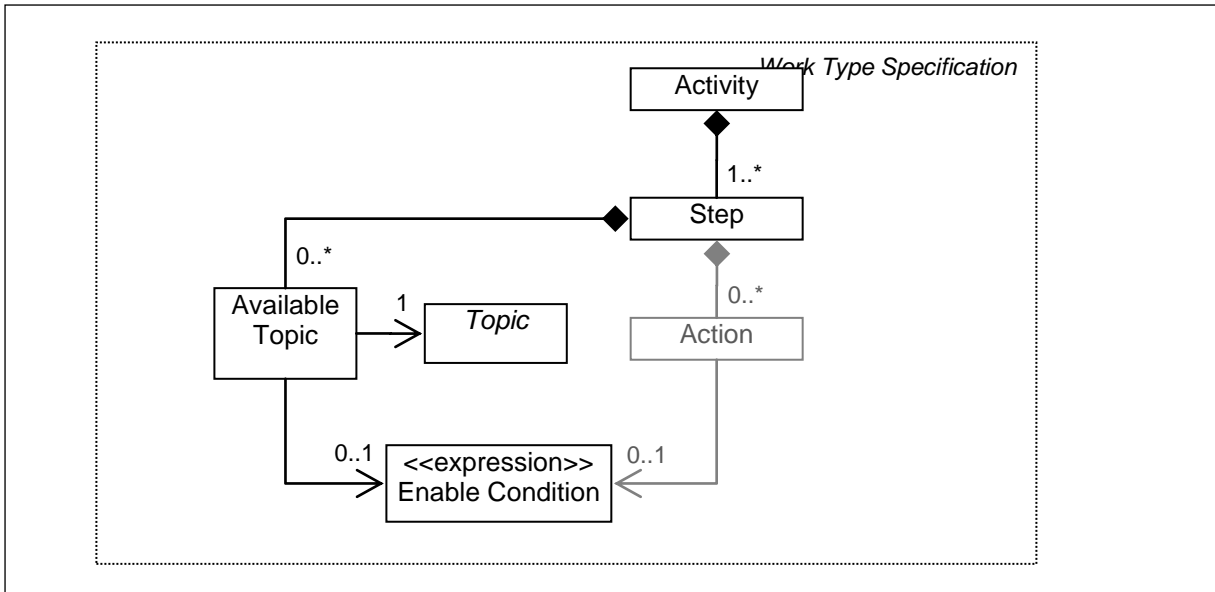 Work Type Specification
Activity
1..*
Step
0..*
0..*
Available
Topic
1
Topic
Action
0..1
<<expression>>
Enable Condition
0..1